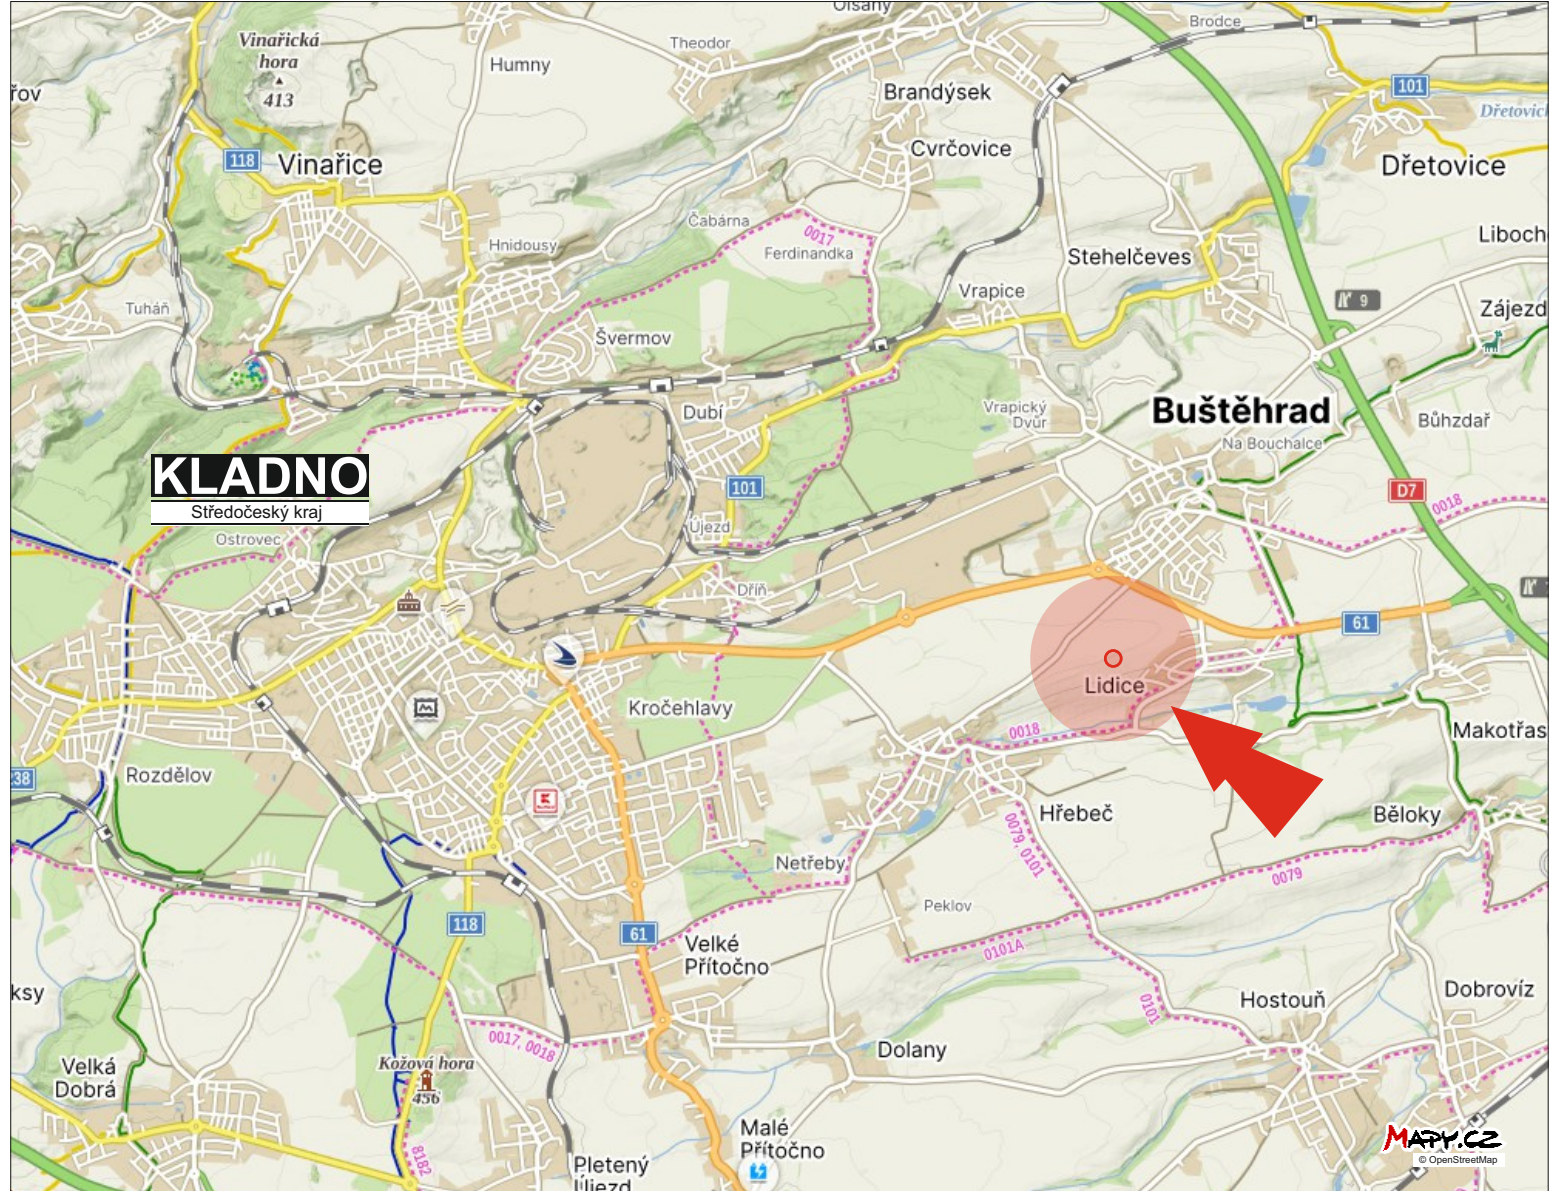 Olšany
Brodce
Vinařická
hora
413
Theodor
Humny
řov
Brandýsek
101
Dřetovick
Cvrčovice
118
Vinařice
Dřetovice
Čabárna
0017
Hnidousy
Ferdinandka
Stehelčeves
Liboch
Vrapice
9
Tuháň
Zájezd
Švermov
Dubí
Vrapický
Dvůr
Buštěhrad
Bůhzdař
Na Bouchalce
KLADNO
Středočeský kraj
101
D7
0018
Újezd
Ostrovec
Dříň
61
Lidice
Kročehlavy
0018
Makotřas
Rozdělov
38
Hřebeč
Běloky
0079, 0101
Netřeby
0079
Peklov
118
61
Velké
Přítočno
0101A
ksy
Hostouň
Dobrovíz
0101
0017, 0018
Dolany
Velká
Dobrá
Kožová hora
456
Malé
Přítočno
8182
Pletený
Újezd
Mapy.cz
© OpenStreetMap